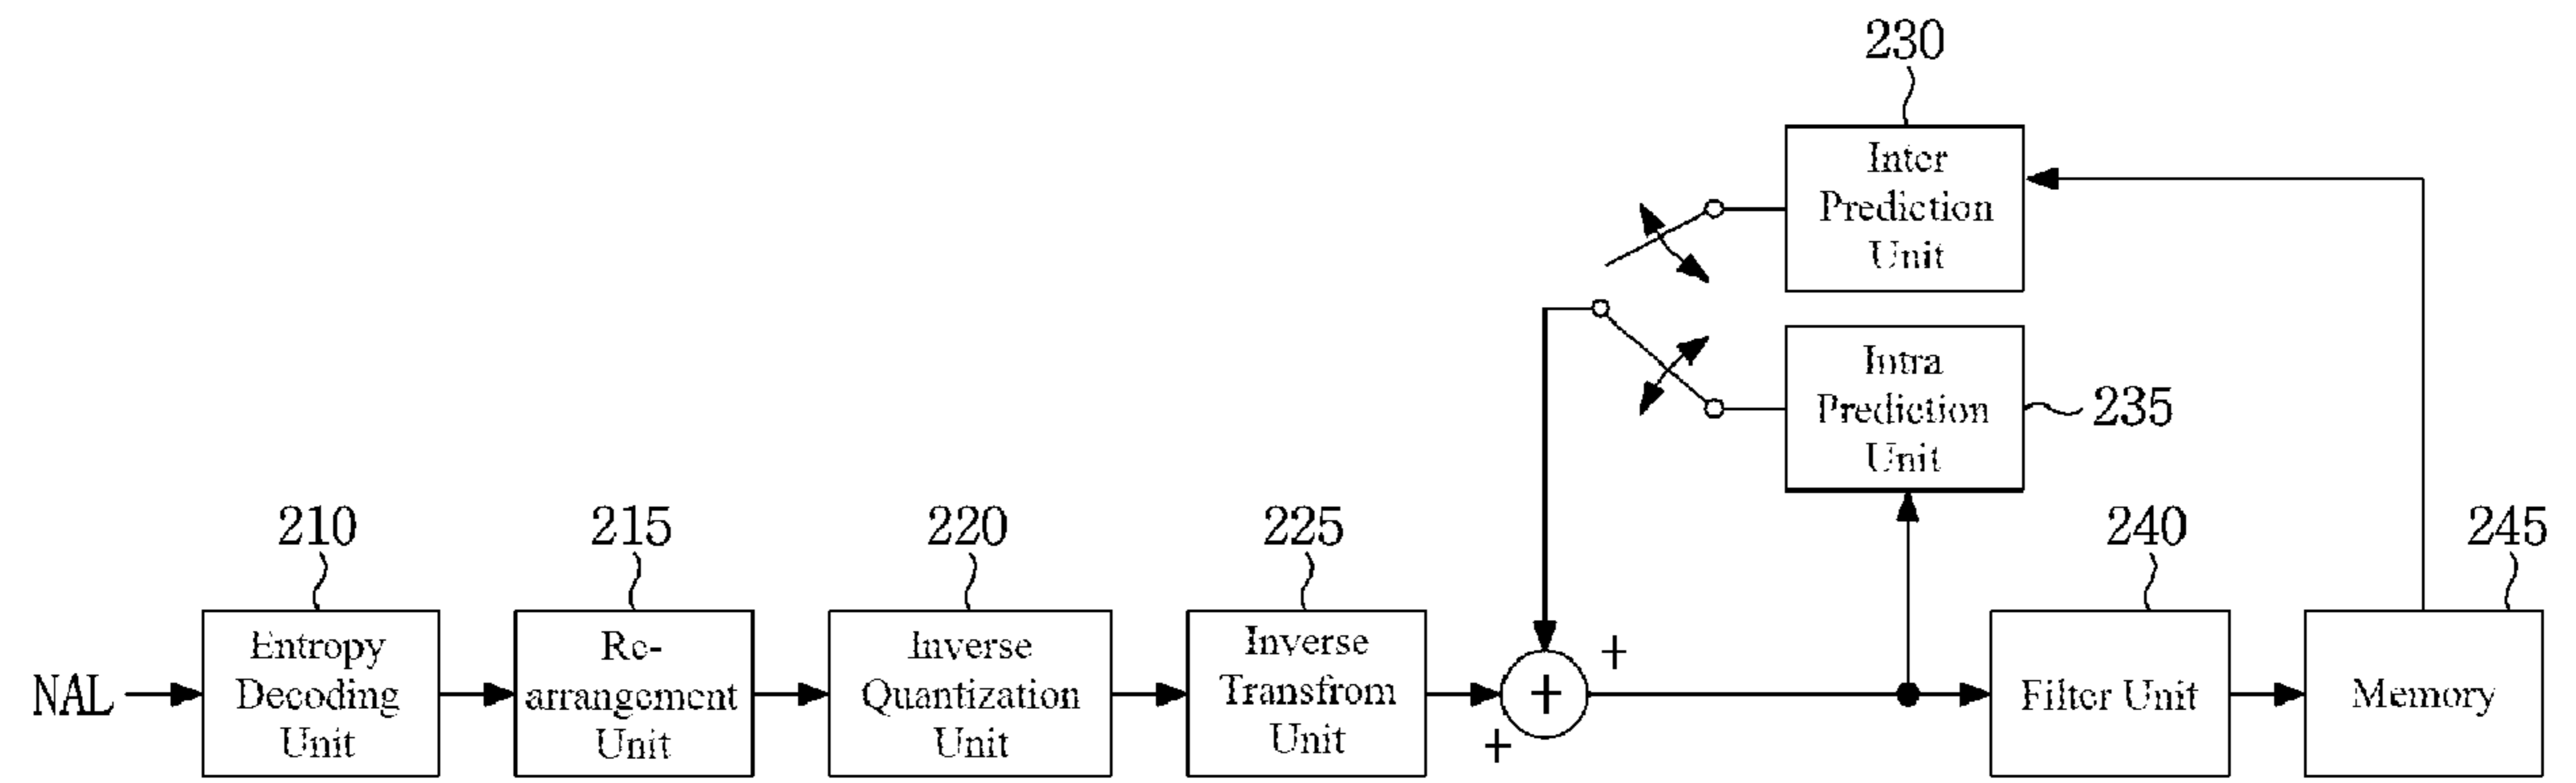 230
Inter
Prediction
Unit
Intra
Prediction
Unit
235
210
215
220
225
240
245
NAL
Entropy
Decoding
Unit
Re-
arrangement
Unit
Inverse
Quantization
Unit
Inverse
Transfrom
Unit
+
+
+
Filter Unit
Memory